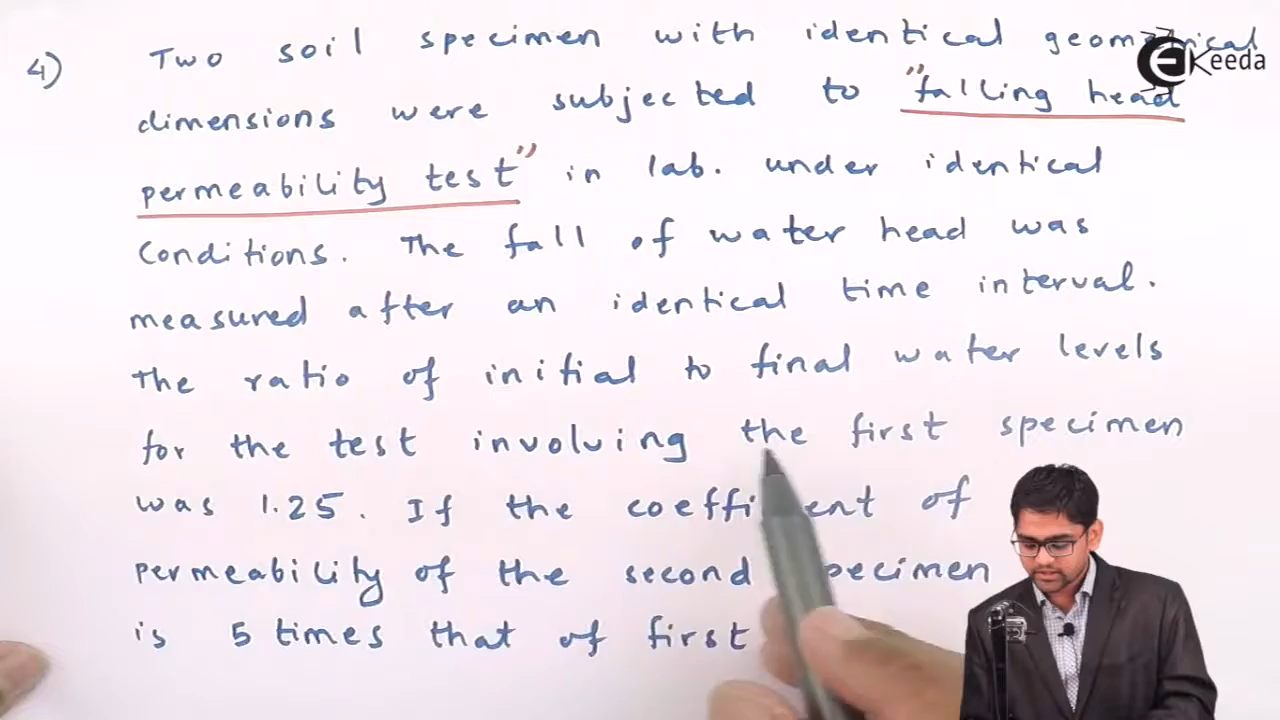 4) Two soil specimen with identical geometrical
dimensions were subjected to "falling head
permeability test" in lab. under identical
conditions. The fall of water head was
measured after an identical time interval.
The ratio of initial to final water levels
for the test involving the first specimen
was 1.25. If the coefficient of
permeability of the second specimen
is 5 times that of first
EKeeda